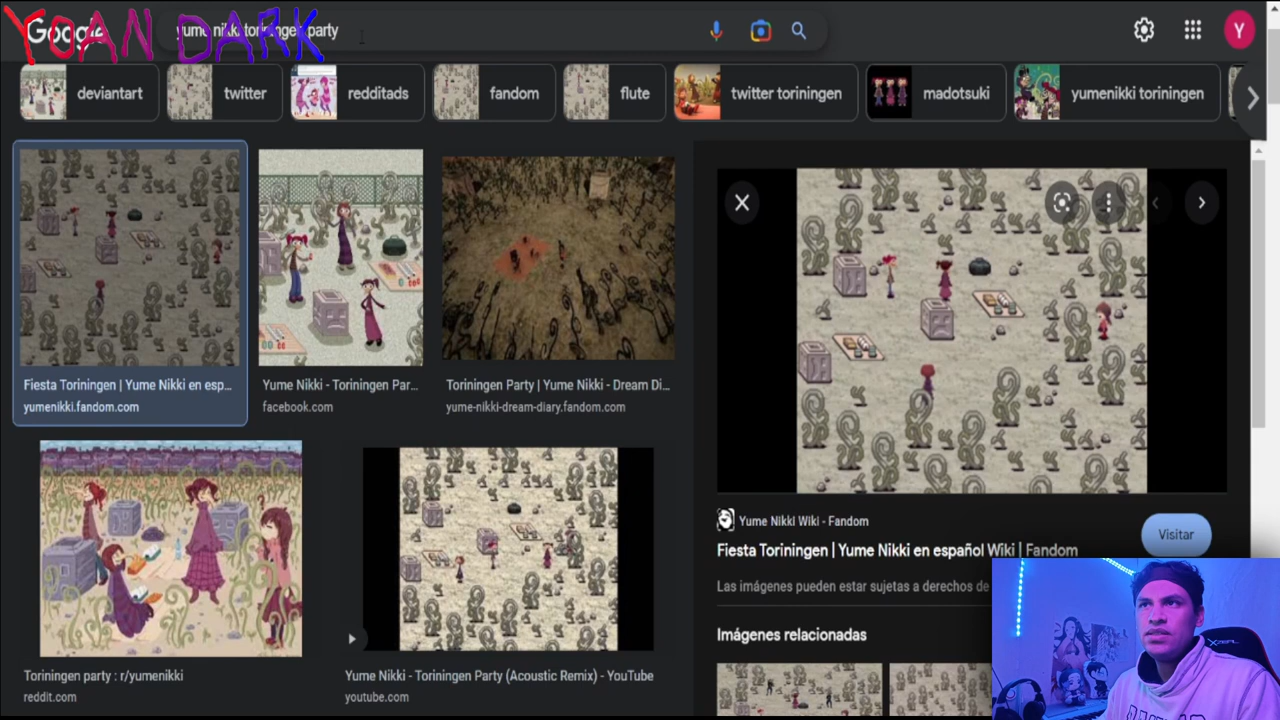 YOAN DARK
Google
yume nikki toriningen party
Y
deviantart
twitter
redditads
fandom
flute
twitter toriningen
madotsuki
yumenikki toriningen
Fiesta Toriningen | Yume Nikki en esp...
yumenikki.fandom.com
Yume Nikki - Toriningen Par...
facebook.com
Toriningen Party | Yume Nikki - Dream Di...
yume-nikki-dream-diary.fandom.com
Toriningen party : r/yumenikki
reddit.com
Yume Nikki - Toriningen Party (Acoustic Remix) - YouTube
youtube.com
Yume Nikki Wiki - Fandom
Visitar
Fiesta Toriningen | Yume Nikki en español Wiki | Fandom
Las imágenes pueden estar sujetas a derechos de
Imágenes relacionadas